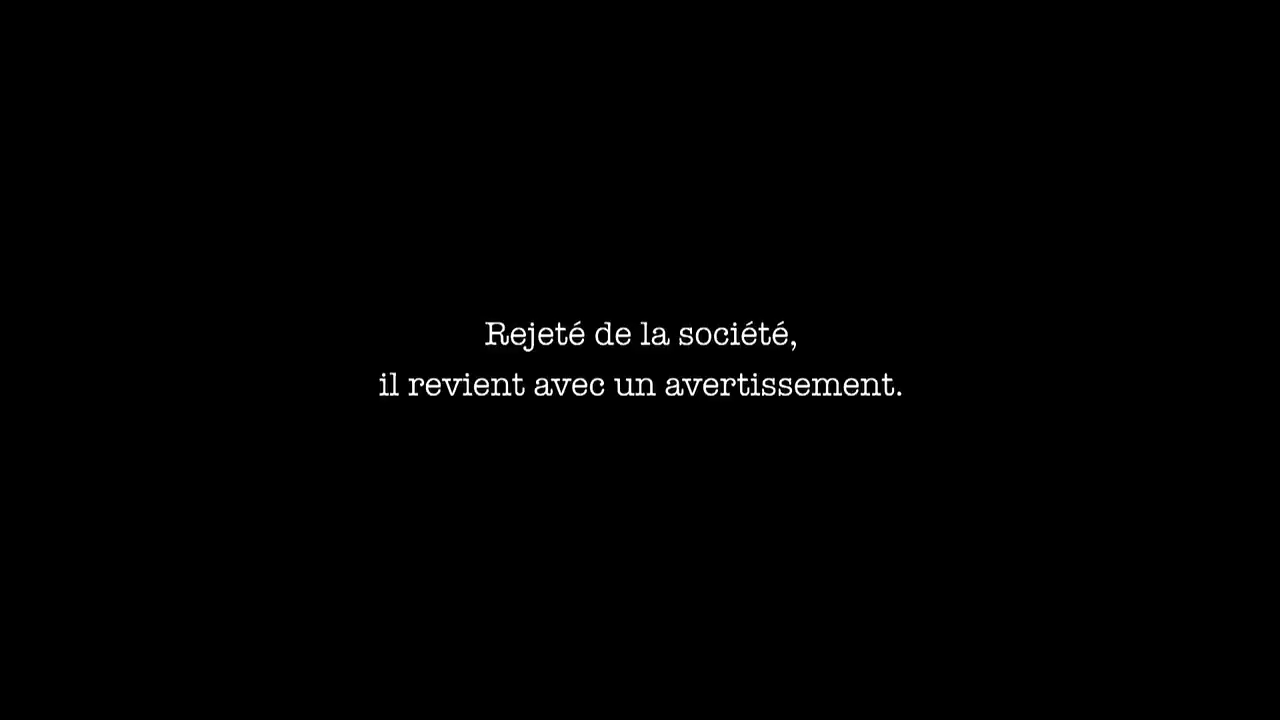 Rejeté de la société,
il revient avec un avertissement.